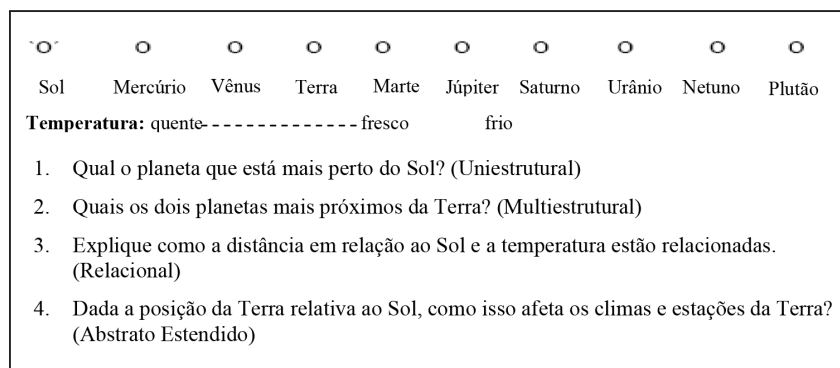 Sol Mercúrio Vênus Terra Marte Júpiter Saturno Urânio Netuno Plutão
Temperatura: quente- - - - - - - - - - - - - - - fresco frio
1. Qual o planeta que está mais perto do Sol? (Uniestrutural)
2. Quais os dois planetas mais próximos da Terra? (Multiestrutural)
3. Explique como a distância em relação ao Sol e a temperatura estão relacionadas.
(Relacional)
4. Dada a posição da Terra relativa ao Sol, como isso afeta os climas e estações da Terra?
(Abstrato Estendido)